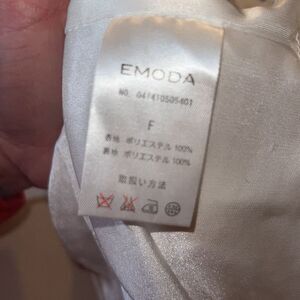 EMODA
NO. 041410505401
F
表地 ポリエステル 100%
裏地 ポリエステル 100%
取扱い方法